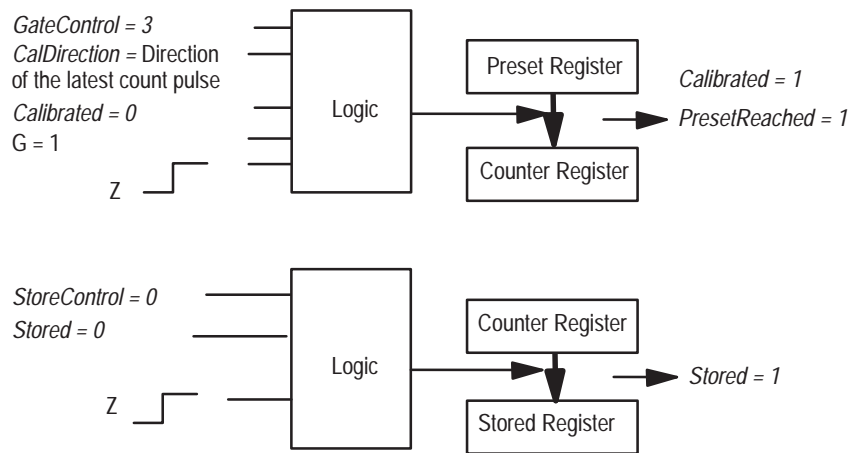 GateControl = 3
CalDirection = Direction
of the latest count pulse
Calibrated = 0
G = 1
Z
Logic
Preset Register
Counter Register
Calibrated = 1
PresetReached = 1
StoreControl = 0
Stored = 0
Z
Logic
Counter Register
Stored Register
Stored = 1